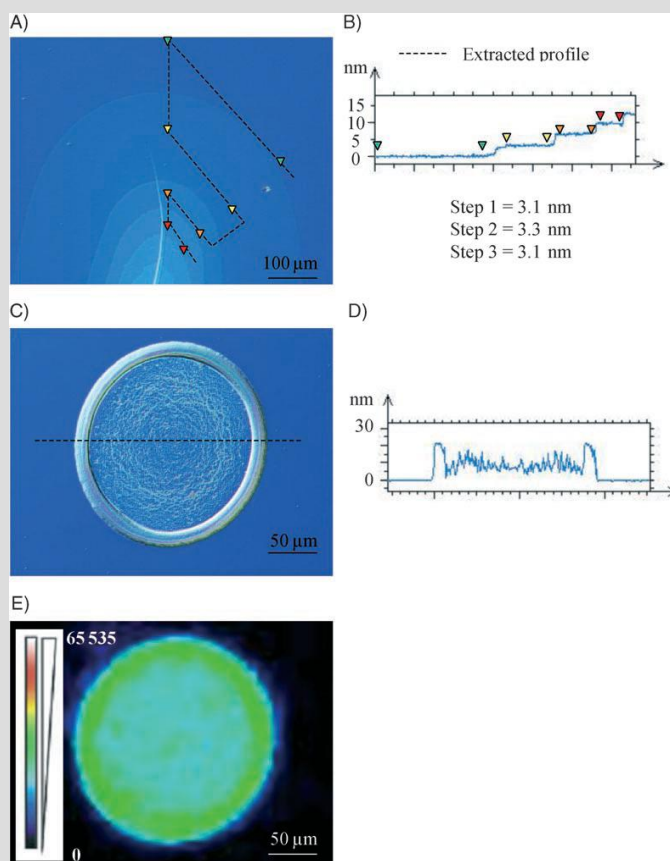 A)
100 µm
B)
Extracted profile
nm
15
10
5
0
Step 1 = 3.1 nm
Step 2 = 3.3 nm
Step 3 = 3.1 nm
C)
50 µm
D)
nm
30
0
E)
65 535
0
50 µm